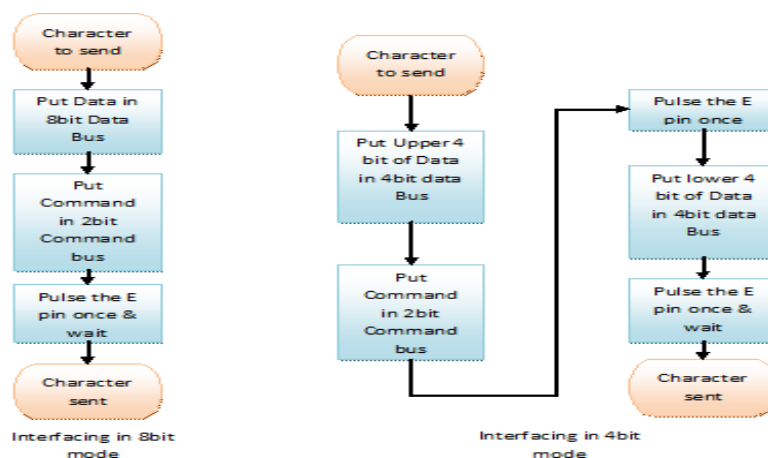 Character
to send
Put Data in
8bit Data
Bus
Put
Command
in 2bit
Command
bus
Pulse the E
pin once &
wait
Character
sent
Interfacing in 8bit
mode
Character
to send
Put Upper 4
bit of Data
in 4bit data
Bus
Put
Command
in 2bit
Command
bus
Pulse the E
pin once
Put lower 4
bit of Data
in 4bit data
Bus
Pulse the E
pin once &
wait
Character
sent
Interfacing in 4bit
mode